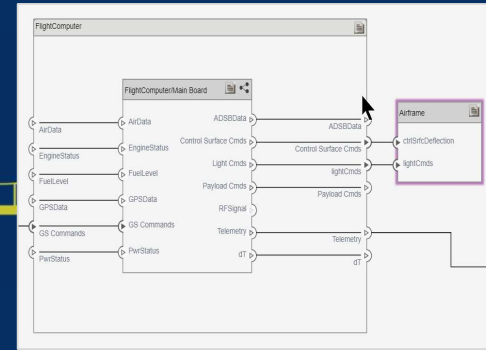 FlightComputer
FlightComputer/Main Board
AirData
EngineStatus
FuelLevel
GPSData
GS Commands
PwrStatus
AirData
EngineStatus
FuelLevel
GPSData
GS Commands
PwrStatus
ADSBData
Control Surface Cmds
Light Cmds
Payload Cmds
RFSignal
Telemetry
dT
ADSBData
Control Surface Cmds
lightCmds
Payload Cmds
Telemetry
dT
Airframe
ctrlSrfcDeflection
lightCmds